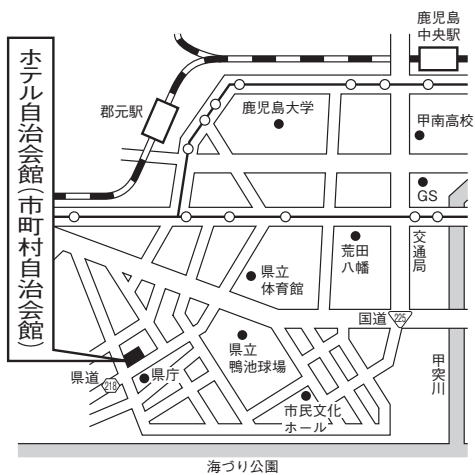 鹿児島
中央駅
ホテル自治会館(市町村自治会館)
郡元駅
鹿児島大学
甲南高校
GS
交通局
荒田
八幡
県立
体育館
国道
225
県立
鴨池球場
甲突川
県道
218
県庁
市民文化
ホール
海づり公園